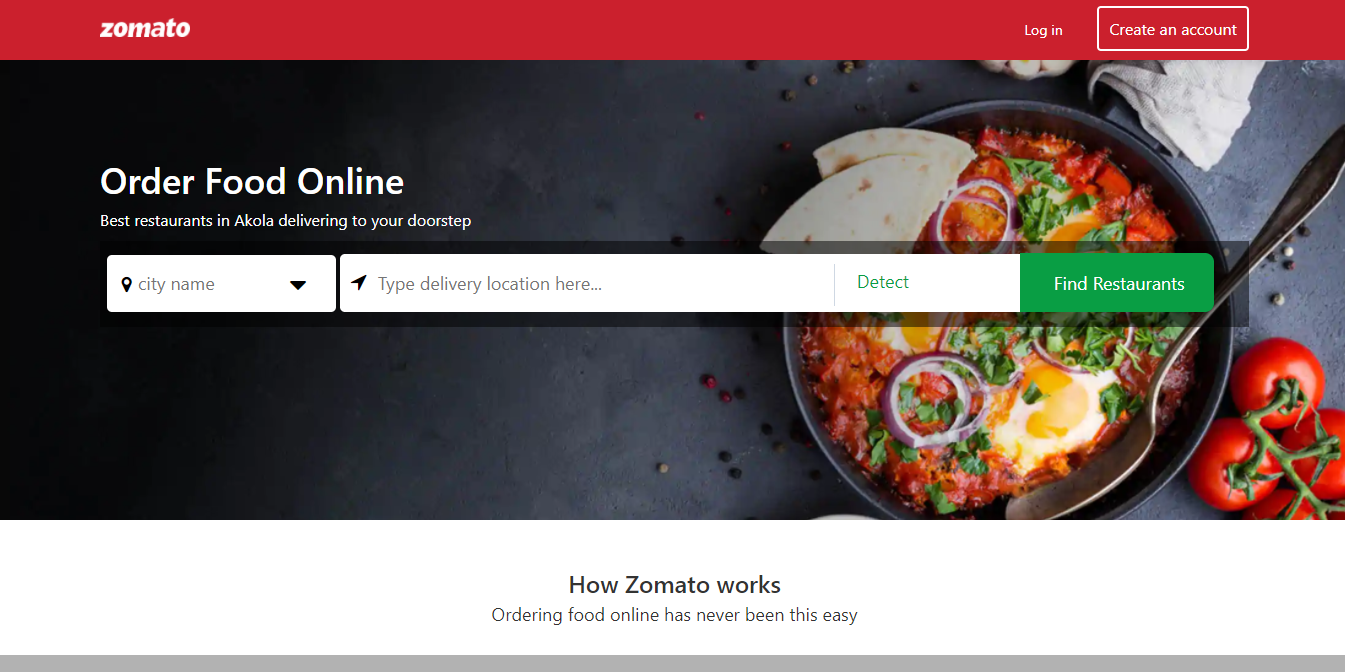 zomato
Log in
Create an account
Order Food Online
Best restaurants in Akola delivering to your doorstep
city name
Type delivery location here...
Detect
Find Restaurants
How Zomato works
Ordering food online has never been this easy